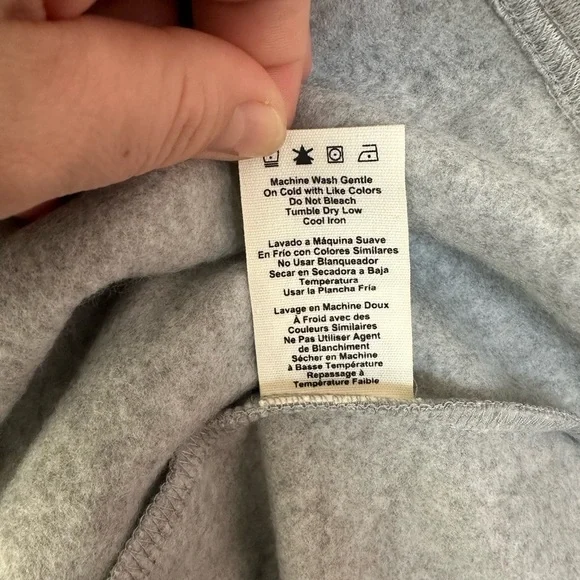 Machine Wash Gentle
On Cold with Like Colors
Do Not Bleach
Tumble Dry Low
Cool Iron
Lavado a Máquina Suave
En Frío con Colores Similares
No Usar Blanqueador
Secar en Secadora a Baja
Temperatura
Usar la Plancha Fría
Lavage en Machine Doux
À Froid avec des
Couleurs Similaires
Ne Pas Utiliser Agent
de Blanchiment
Sécher en Machine
à Basse Température
Repassage à
Température Faible